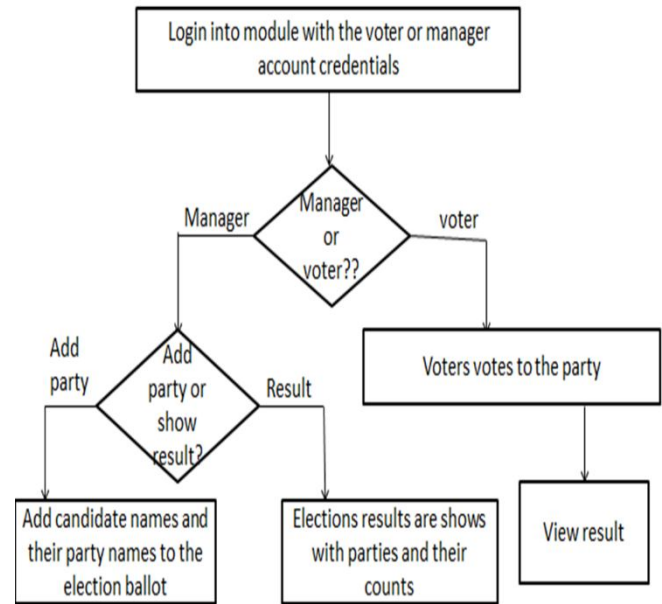 Login into module with the voter or manager
account credentials
Manager
or
voter??
Manager
voter
Add
party
Add
party or
show
result?
Result
Voters votes to the party
Add candidate names and
their party names to the
election ballot
Elections results are shows
with parties and their
counts
View result